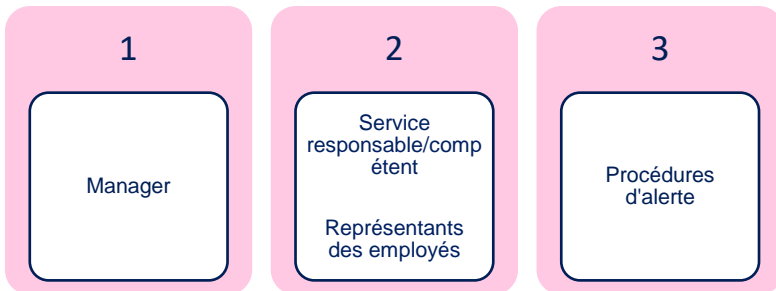 1
Manager
2
Service
responsable/comp
étent
Représentants
des employés
3
Procédures
d'alerte